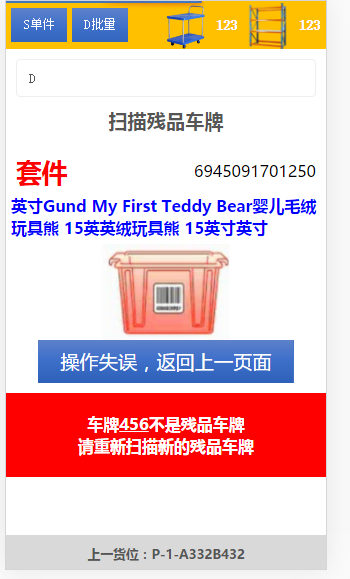 S单件 D批量 123 123
D
扫描残品车牌
套件 6945091701250
英寸Gund My First Teddy Bear婴儿毛绒
玩具熊 15英英绒玩具熊 15英寸英寸
操作失误，返回上一页面
车牌456不是残品车牌
请重新扫描新的残品车牌
上一货位：P-1-A332B432